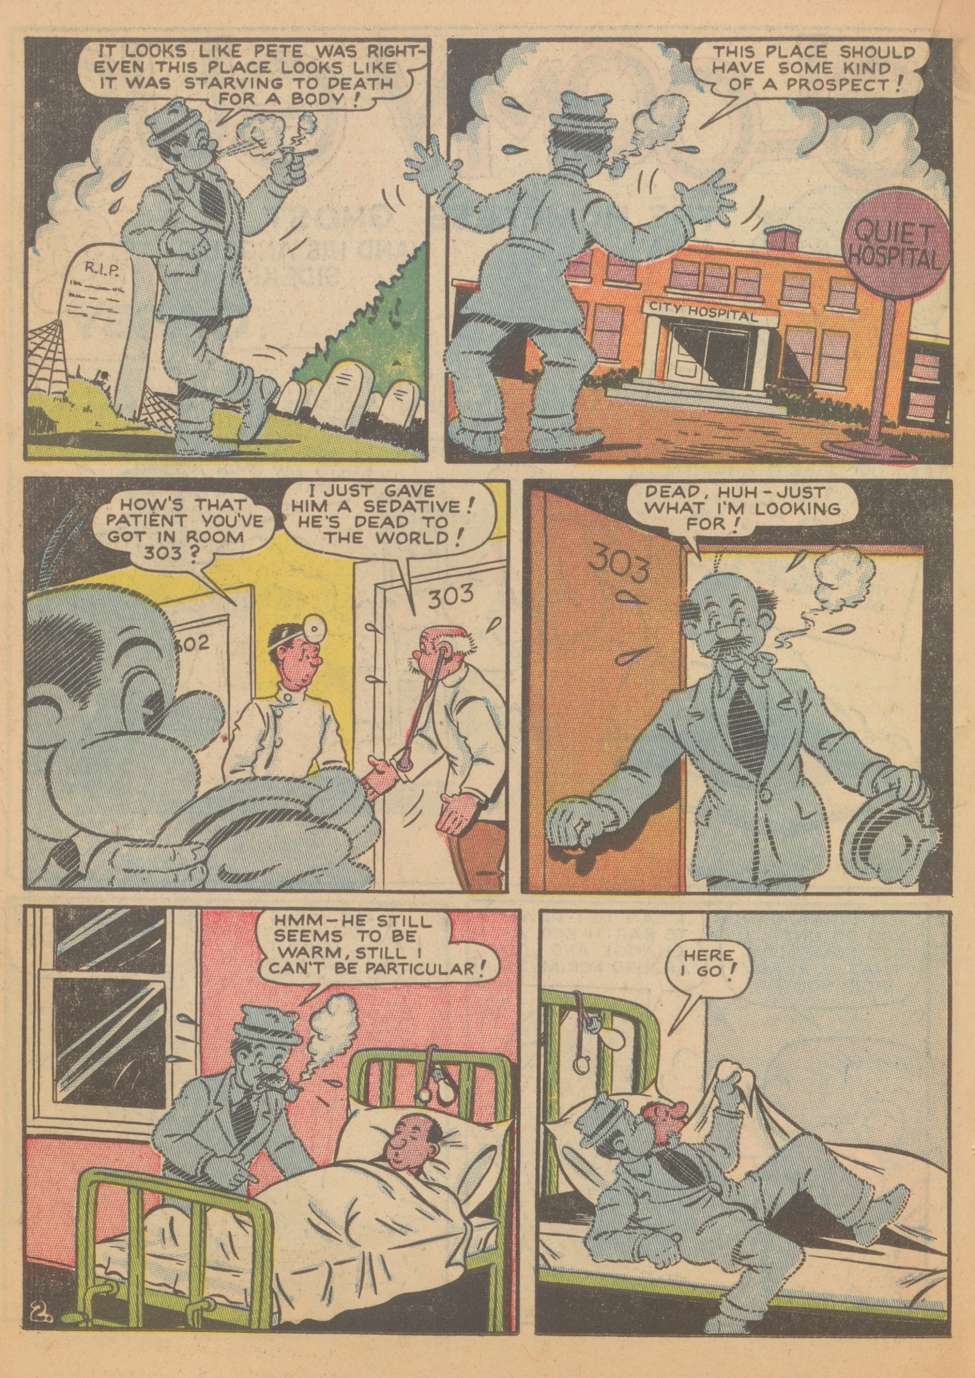 IT LOOKS LIKE PETE WAS RIGHT-
EVEN THIS PLACE LOOKS LIKE
IT WAS STARVING TO DEATH
FOR A BODY!
R.I.P.
THIS PLACE SHOULD
HAVE SOME KIND
OF A PROSPECT!
QUIET
HOSPITAL
CITY HOSPITAL
HOW'S THAT
PATIENT YOU'VE
GOT IN ROOM
303?
I JUST GAVE
HIM A SEDATIVE!
HE'S DEAD TO
THE WORLD!
302
303
DEAD, HUH-JUST
WHAT I'M LOOKING
FOR!
303
HMM-HE STILL
SEEMS TO BE
WARM, STILL I
CAN'T BE PARTICULAR!
HERE
I GO!
2.